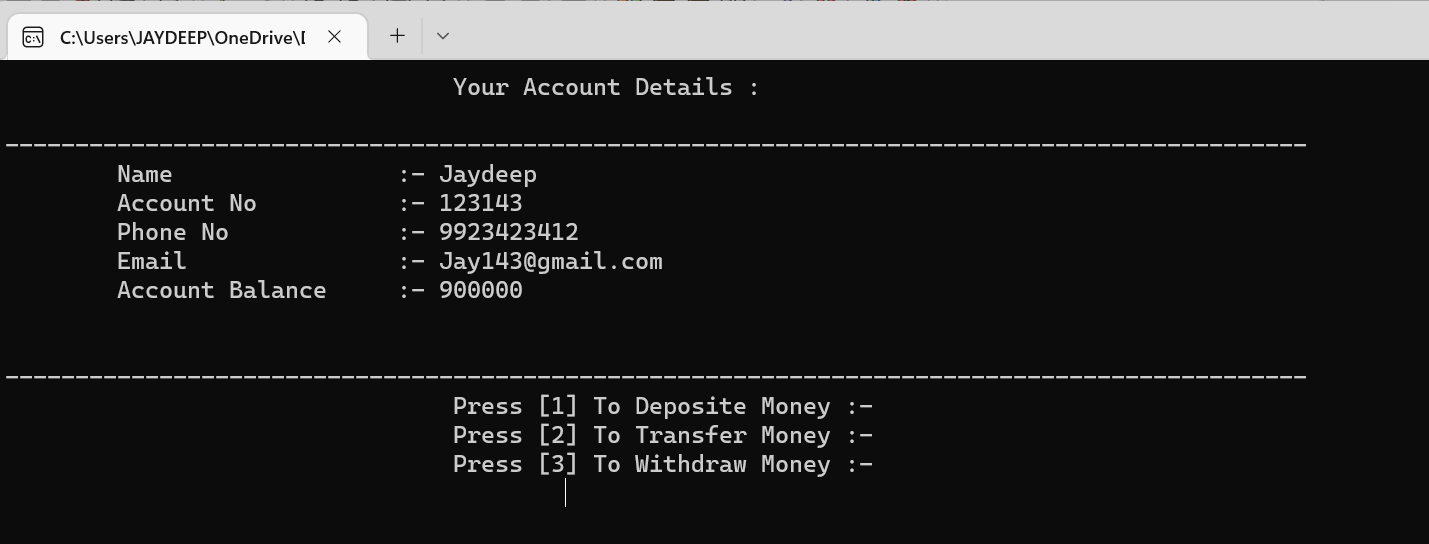 C:\Users\JAYDEEP\OneDrive\
Your Account Details :
Name :- Jaydeep
Account No :- 123143
Phone No :- 9923423412
Email :- Jay143@gmail.com
Account Balance :- 900000
Press [1] To Deposite Money :-
Press [2] To Transfer Money :-
Press [3] To Withdraw Money :-